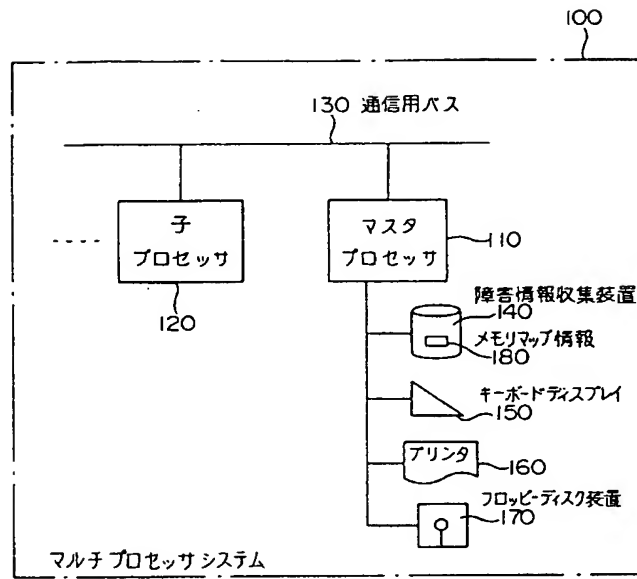 100
130 通信用バス
子
プロセッサ
120
マスタ
プロセッサ
110
障害情報収集装置
140
メモリマップ情報
180
キーボードディスプレイ
150
プリンタ
160
フロッピーディスク装置
170
マルチプロセッサシステム